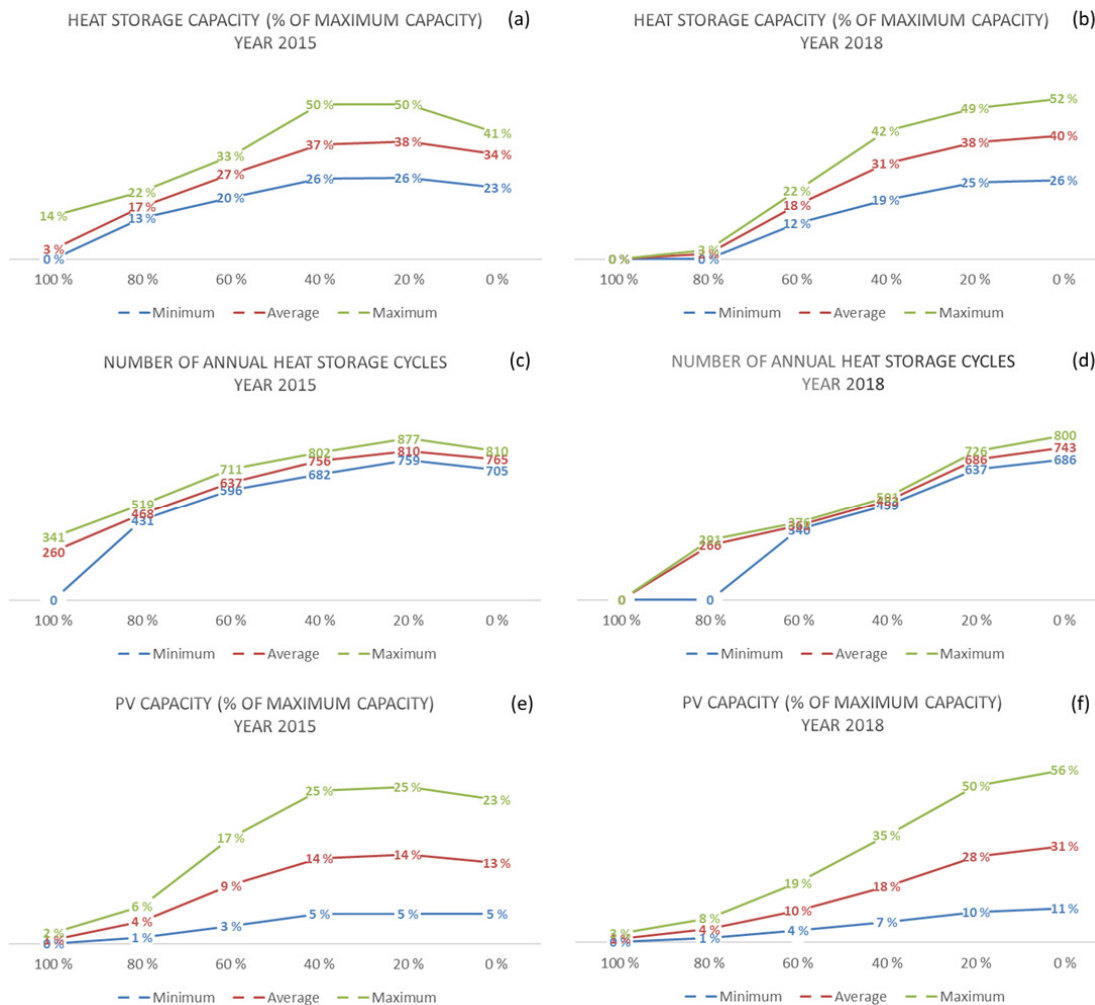 HEAT STORAGE CAPACITY (% OF MAXIMUM CAPACITY) (a)
YEAR 2015
50 % 50 %
41 %
33 % 37 % 38 %
34 %
22 % 27 % 26 % 26 %
14 % 17 % 20 % 23 %
13 %
3 %
0 %
100 % 80 % 60 % 40 % 20 % 0 %
Minimum Average Maximum
HEAT STORAGE CAPACITY (% OF MAXIMUM CAPACITY) (b)
YEAR 2018
49 % 52 %
42 %
38 % 40 %
31 %
22 % 25 % 26 %
18 % 19 %
12 %
0 % 0 %
100 % 80 % 60 % 40 % 20 % 0 %
Minimum Average Maximum
NUMBER OF ANNUAL HEAT STORAGE CYCLES (c)
YEAR 2015
802 877 810
711 756 810 765
637 682 759 705
519 596
468
341 431
260
0
100 % 80 % 60 % 40 % 20 % 0 %
Minimum Average Maximum
NUMBER OF ANNUAL HEAT STORAGE CYCLES (d)
YEAR 2018
800
726 743
686 686
637
291 340
266
0 0
100 % 80 % 60 % 40 % 20 % 0 %
Minimum Average Maximum
PV CAPACITY (% OF MAXIMUM CAPACITY) (e)
YEAR 2015
25 % 25 % 23 %
17 %
14 % 14 % 13 %
9 %
6 %
4 % 5 % 5 % 5 %
2 % 3 %
1 %
0 %
100 % 80 % 60 % 40 % 20 % 0 %
Minimum Average Maximum
PV CAPACITY (% OF MAXIMUM CAPACITY) (f)
YEAR 2018
56 %
50 %
35 %
28 % 31 %
19 % 18 %
8 % 10 % 10 % 11 %
4 % 7 %
1 % 4 %
100 % 80 % 60 % 40 % 20 % 0 %
Minimum Average Maximum